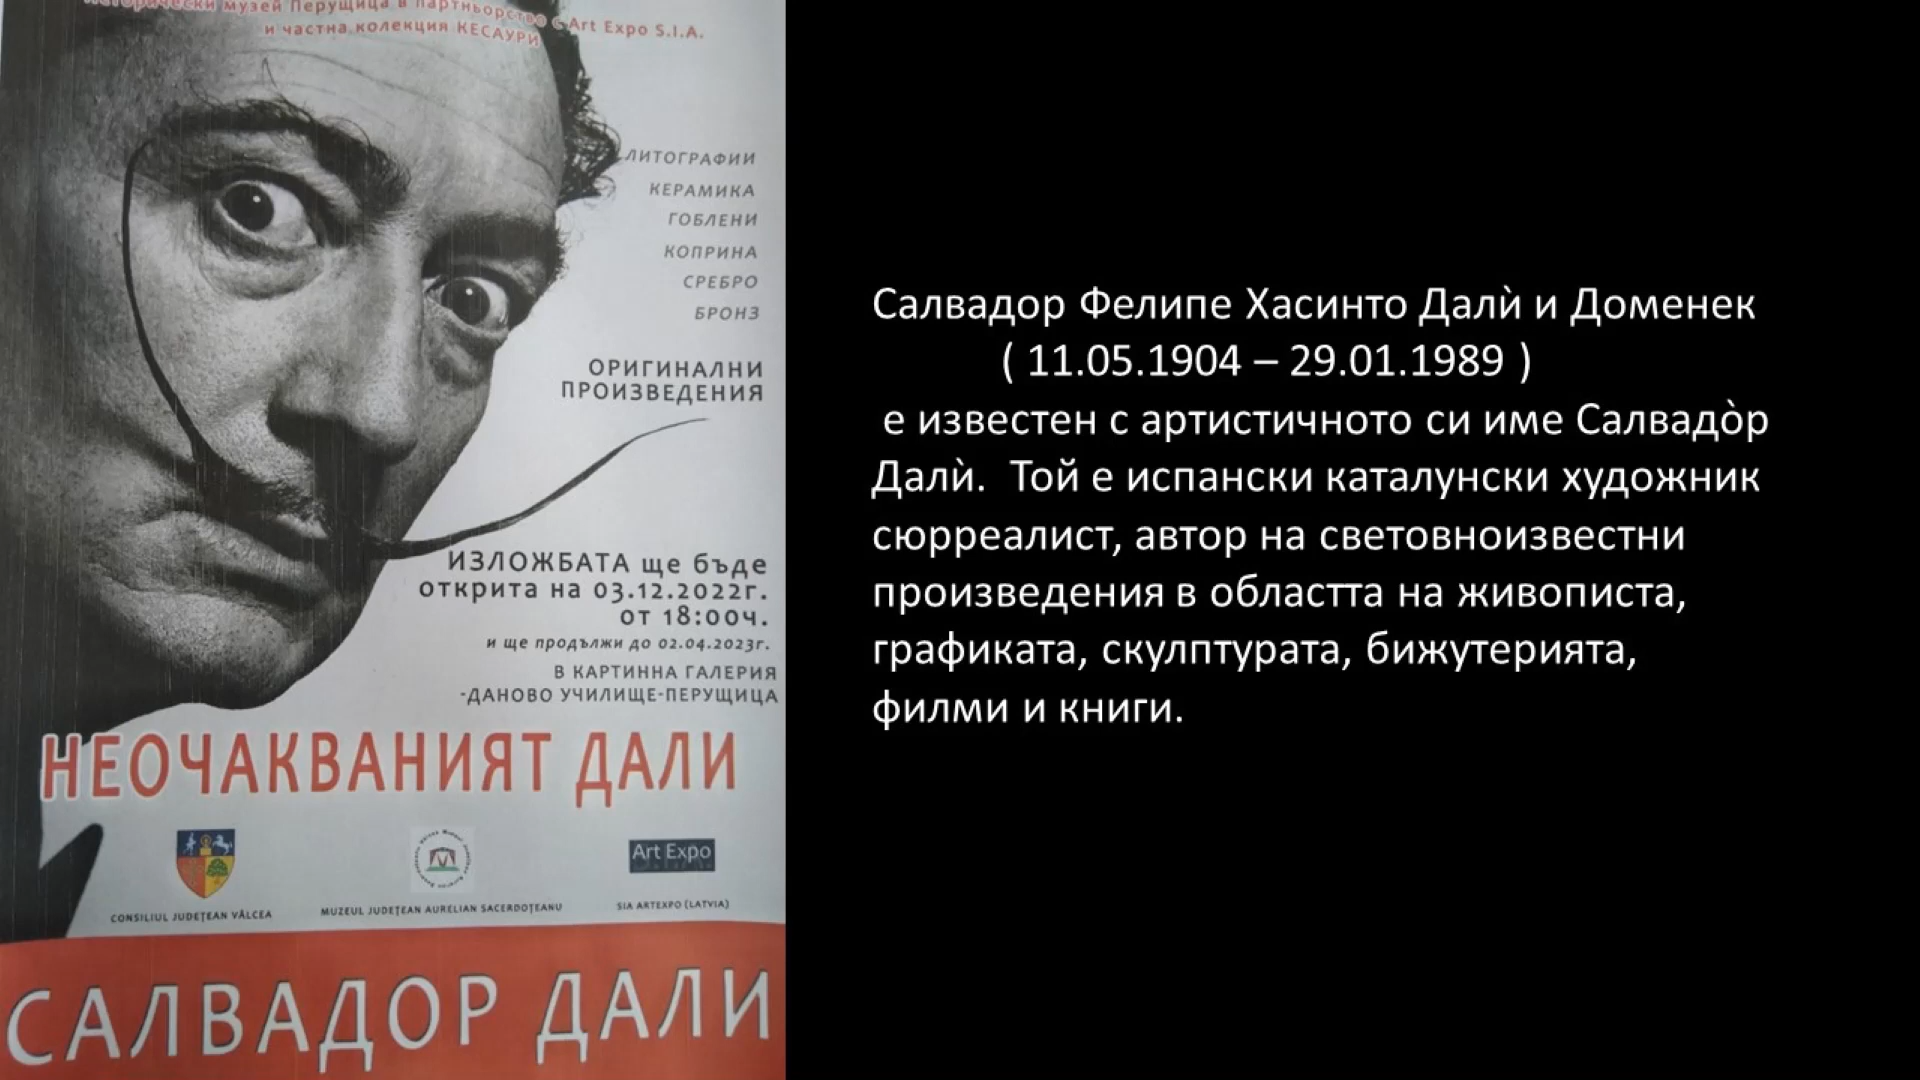 исторически музей Перущица в партньорство с Art Expo S.I.A.
и частна колекция КЕСАУРИ
ЛИТОГРАФИИ
КЕРАМИКА
ГОБЛЕНИ
КОПРИНА
СРЕБРО
БРОНЗ
ОРИГИНАЛНИ
ПРОИЗВЕДЕНИЯ
ИЗЛОЖБАТА ще бъде
открита на 03.12.2022г.
от 18:00ч.
и ще продължи до 02.04.2023г.
В КАРТИННА ГАЛЕРИЯ
-ДАНОВО УЧИЛИЩЕ-ПЕРУЩИЦА
НЕОЧАКВАНИЯТ ДАЛИ
Art Expo
CONSILIUL JUDEȚEAN VÂLCEA
MUZEUL JUDEȚEAN AURELIAN SACERDOȚEANU
SIA ARTEXPO (LATVIA)
САЛВАДОР ДАЛИ
Салвадор Фелипе Хасинто Далѝ и Доменек
( 11.05.1904 – 29.01.1989 )
е известен с артистичното си име Салвадо̀р
Далѝ. Той е испански каталунски художник
сюрреалист, автор на световноизвестни
произведения в областта на живописта,
графиката, скулптурата, бижутерията,
филми и книги.